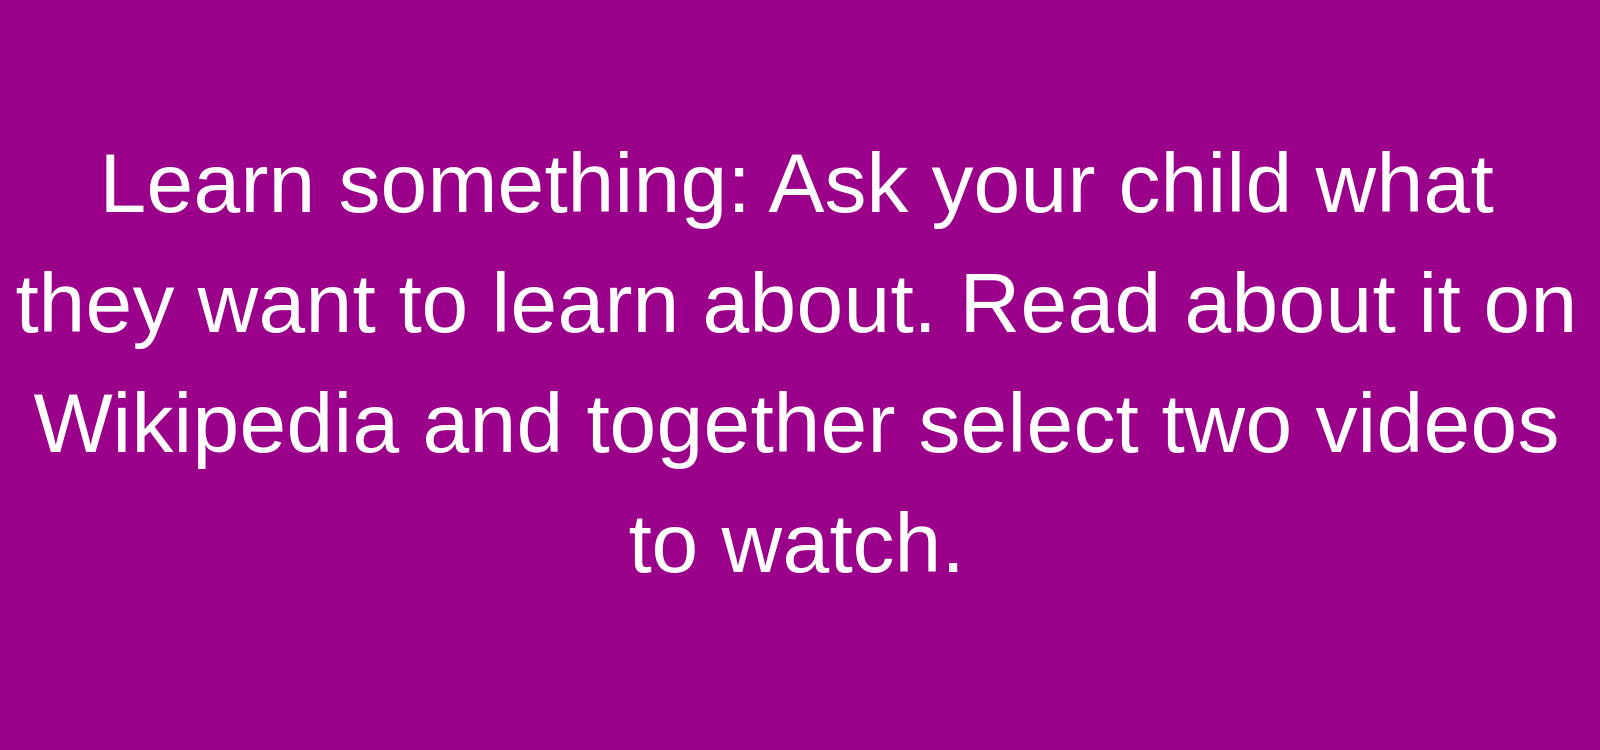 Learn something: Ask your child what
they want to learn about. Read about it on
Wikipedia and together select two videos
to watch.